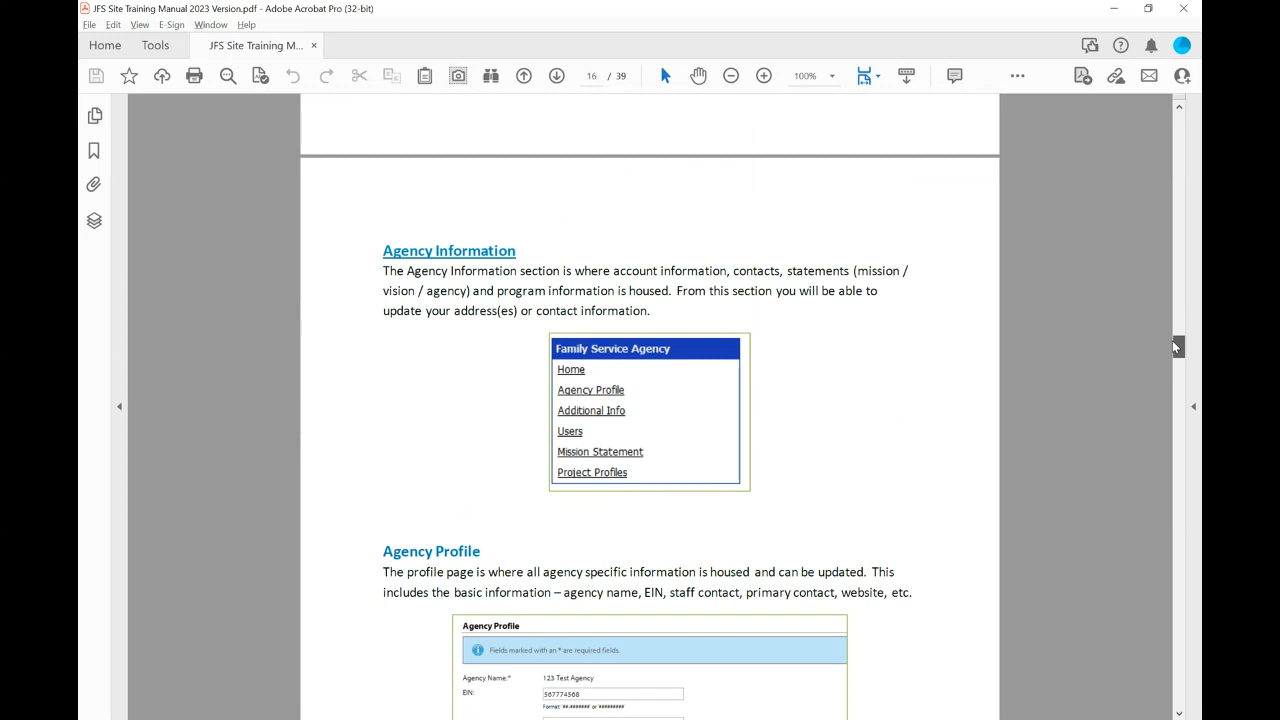 JFS Site Training Manual 2023 Version.pdf - Adobe Acrobat Pro (32-bit)
File Edit View E-Sign Window Help
Home Tools JFS Site Training M... ×
16 / 39 100%
Agency Information
The Agency Information section is where account information, contacts, statements (mission /
vision / agency) and program information is housed. From this section you will be able to
update your address(es) or contact information.
Family Service Agency
Home
Agency Profile
Additional Info
Users
Mission Statement
Project Profiles
Agency Profile
The profile page is where all agency specific information is housed and can be updated. This
includes the basic information – agency name, EIN, staff contact, primary contact, website, etc.
Agency Profile
Fields marked with an * are required fields.
Agency Name:* 123 Test Agency
EIN: 567774568
Format: ##-####### or #########